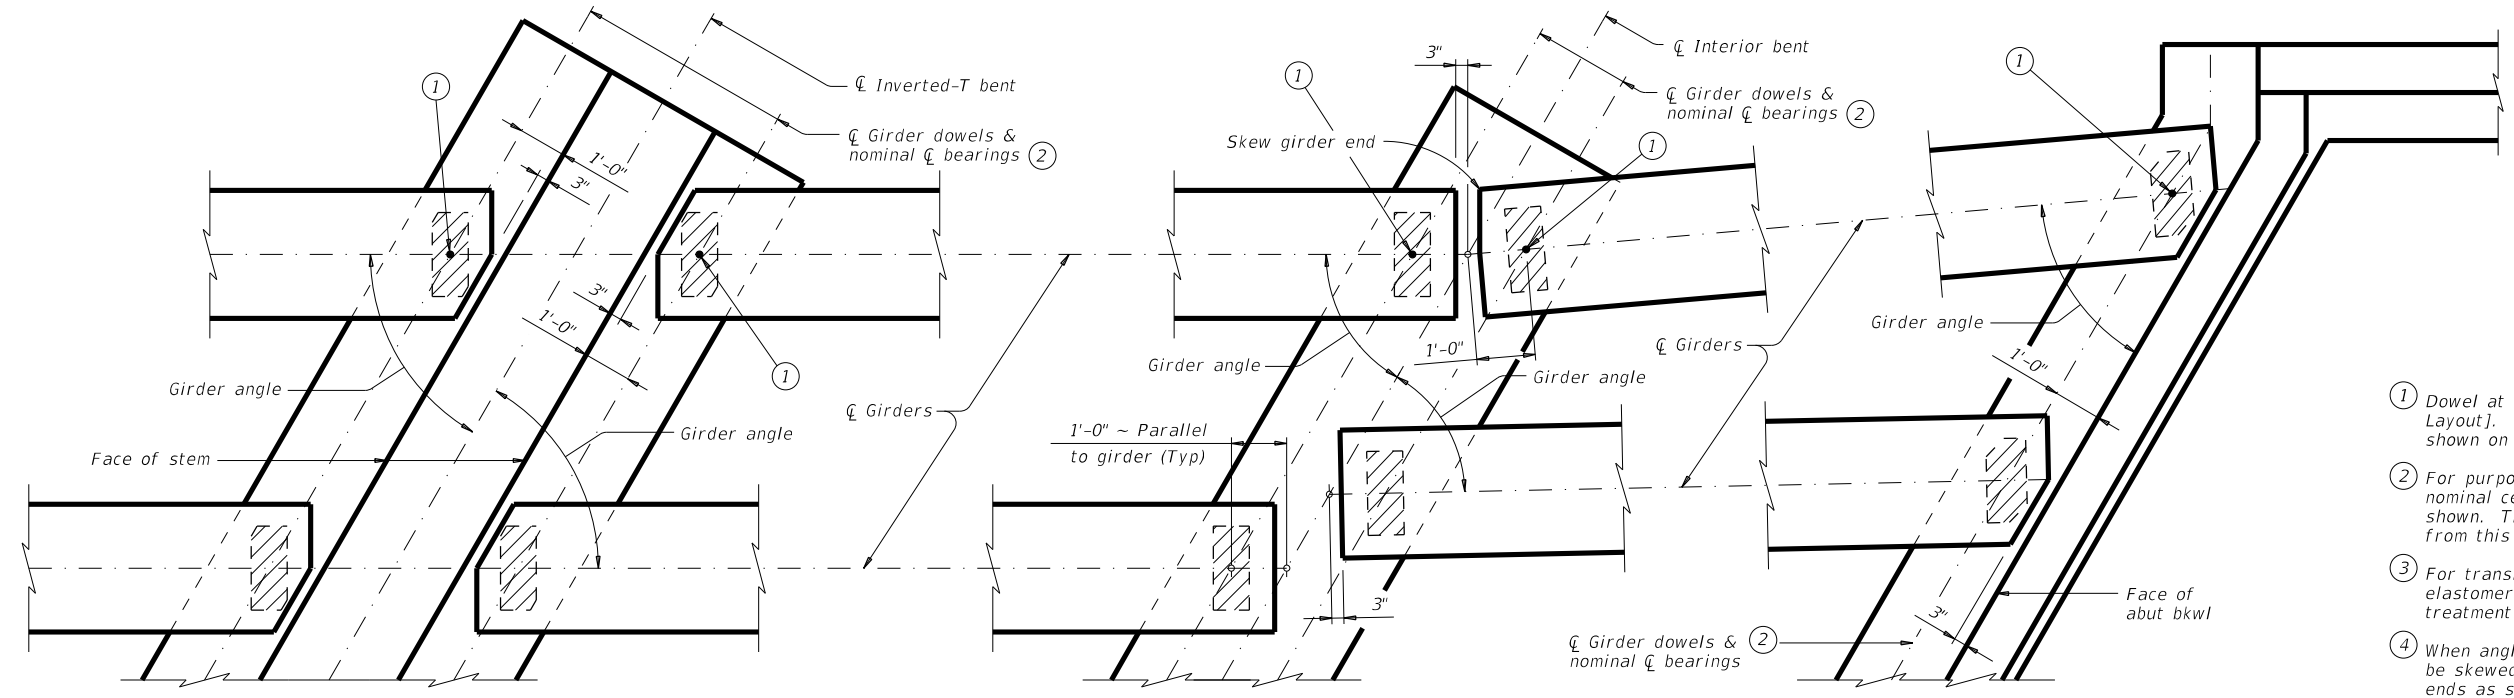 1
℄ Inverted-T bent
℄ Girder dowels &
nominal ℄ bearings 2
1'-0"
3"
3"
1'-0"
1
Girder angle
Girder angle
Face of stem
℄ Girders
3"
1
℄ Interior bent
℄ Girder dowels &
nominal ℄ bearings 2
Skew girder end
1
1'-0"
Girder angle
Girder angle
1'-0" ~ Parallel
to girder (Typ)
3"
℄ Girders
1
Girder angle
1'-0"
Face of
abut bkwl
3"
℄ Girder dowels & 2
nominal ℄ bearings
1 Dowel at
Layout].
shown on
2 For purpo
nominal ce
shown. T
from this
3 For trans
elastomer
treatment
4 When angl
be skewed
ends as s